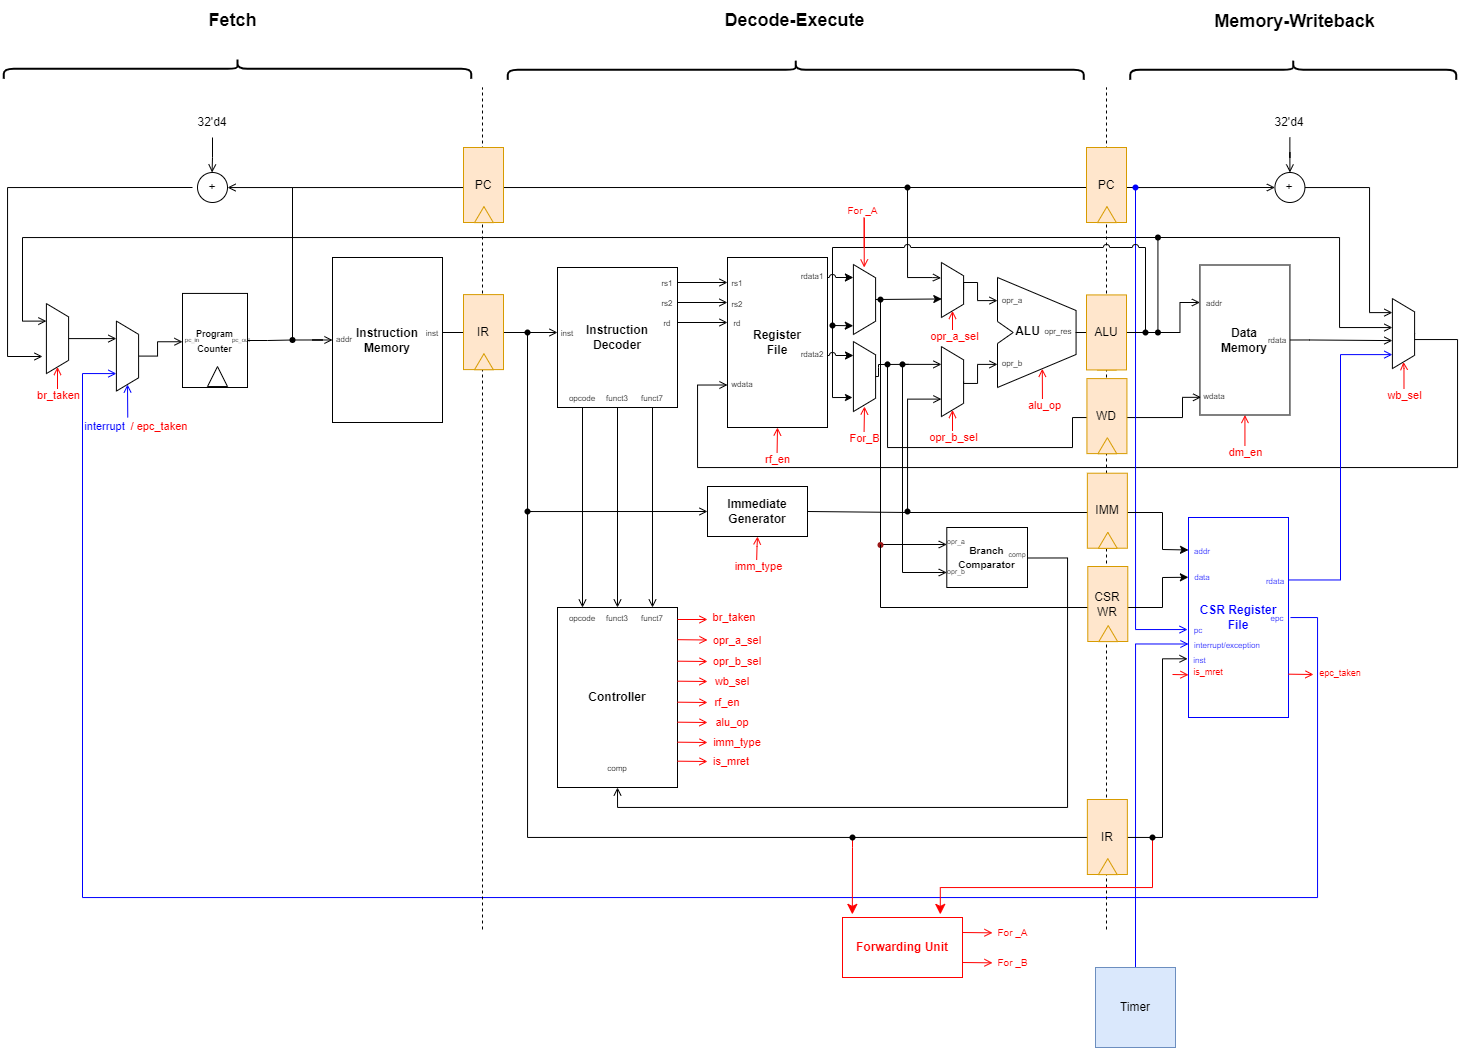 Fetch
Decode-Execute
Memory-Writeback
32'd4
32'd4
+
PC
PC
+
For _A
br_taken
interrupt / epc_taken
pc_in
pc_out
Program
Counter
addr
Instruction
Memory
inst
IR
inst
Instruction
Decoder
rs1
rs2
rd
opcode
funct3
funct7
rs1
rs2
rd
wdata
Register
File
rdata1
rdata2
rf_en
For_B
opr_a_sel
opr_b_sel
opr_a
opr_b
ALU
opr_res
alu_op
ALU
WD
addr
wdata
Data
Memory
rdata
dm_en
wb_sel
Immediate
Generator
imm_type
opr_a
opr_b
Branch
Comparator
comp
IMM
CSR
WR
addr
data
CSR Register
File
rdata
epc
pc
interrupt/exception
inst
is_mret
epc_taken
opcode
funct3
funct7
Controller
comp
br_taken
opr_a_sel
opr_b_sel
wb_sel
rf_en
alu_op
imm_type
is_mret
IR
Forwarding Unit
For _A
For _B
Timer